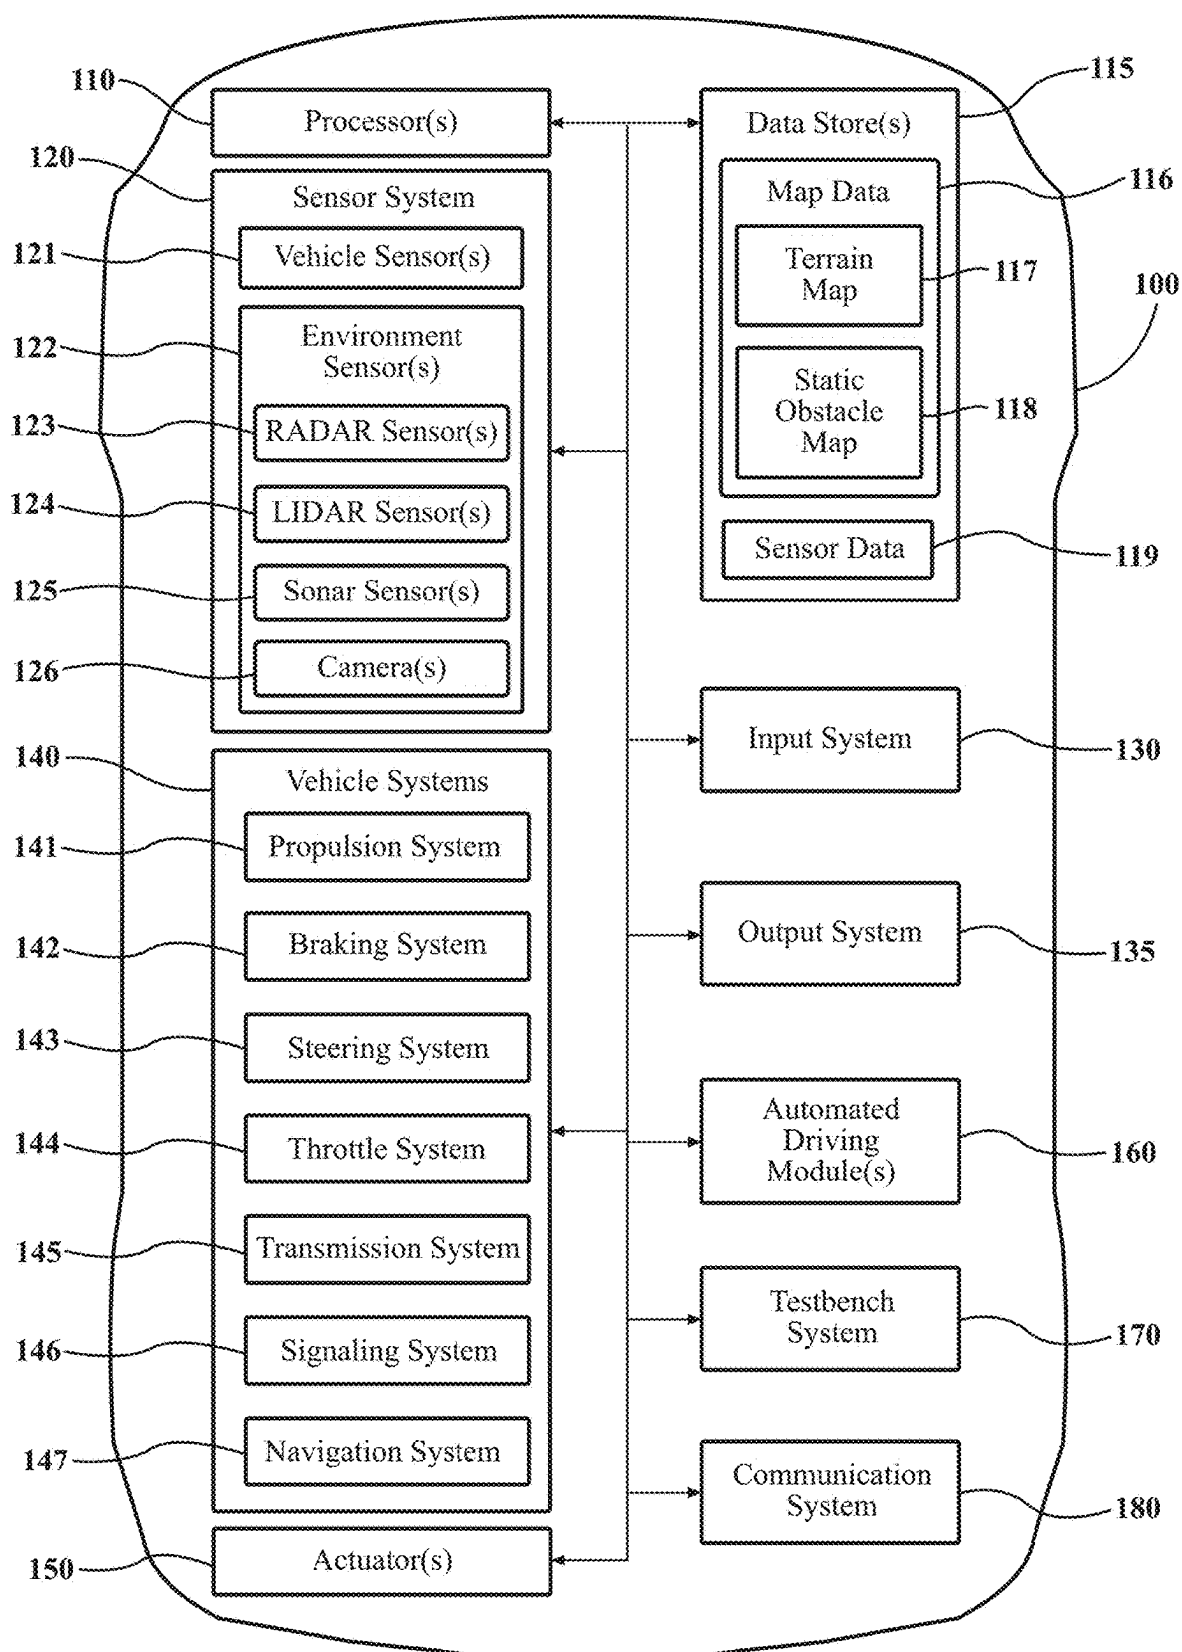 110
Processor(s)
120
Sensor System
121
Vehicle Sensor(s)
122
Environment
Sensor(s)
123
RADAR Sensor(s)
124
LIDAR Sensor(s)
125
Sonar Sensor(s)
126
Camera(s)
140
Vehicle Systems
141
Propulsion System
142
Braking System
143
Steering System
144
Throttle System
145
Transmission System
146
Signaling System
147
Navigation System
150
Actuator(s)
115
Data Store(s)
116
Map Data
Terrain
Map
117
100
Static
Obstacle
Map
118
Sensor Data
119
Input System
130
Output System
135
Automated
Driving
Module(s)
160
Testbench
System
170
Communication
System
180